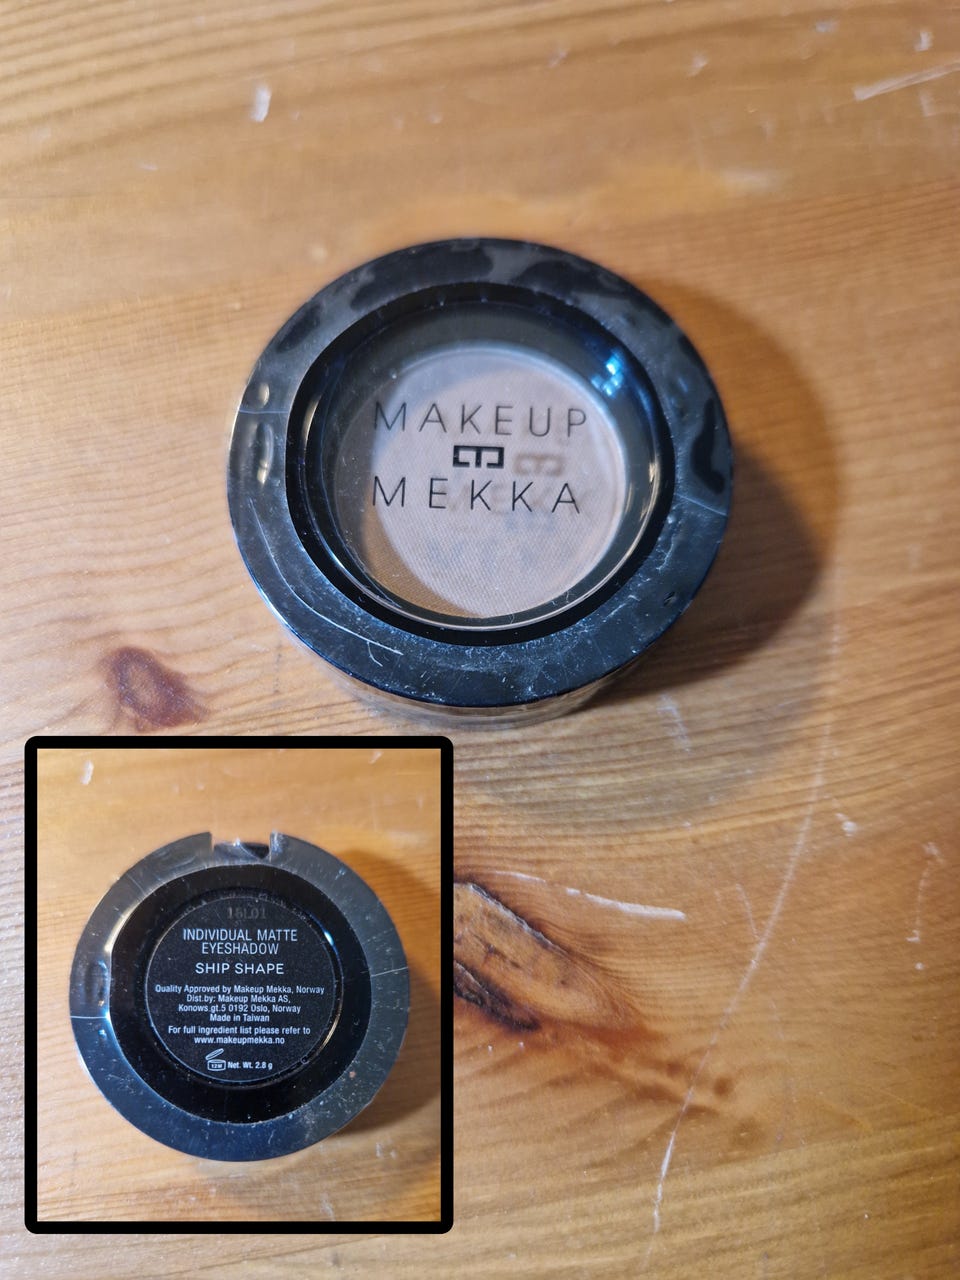 MAKEUP
MEKKA
16L01
INDIVIDUAL MATTE
EYESHADOW
SHIP SHAPE
Quality Approved by Makeup Mekka, Norway
Dist.by: Makeup Mekka AS,
Konows.gt.5 0192 Oslo, Norway
Made in Taiwan
For full ingredient list please refer to
www.makeupmekka.no
12M Net. Wt. 2.8 g